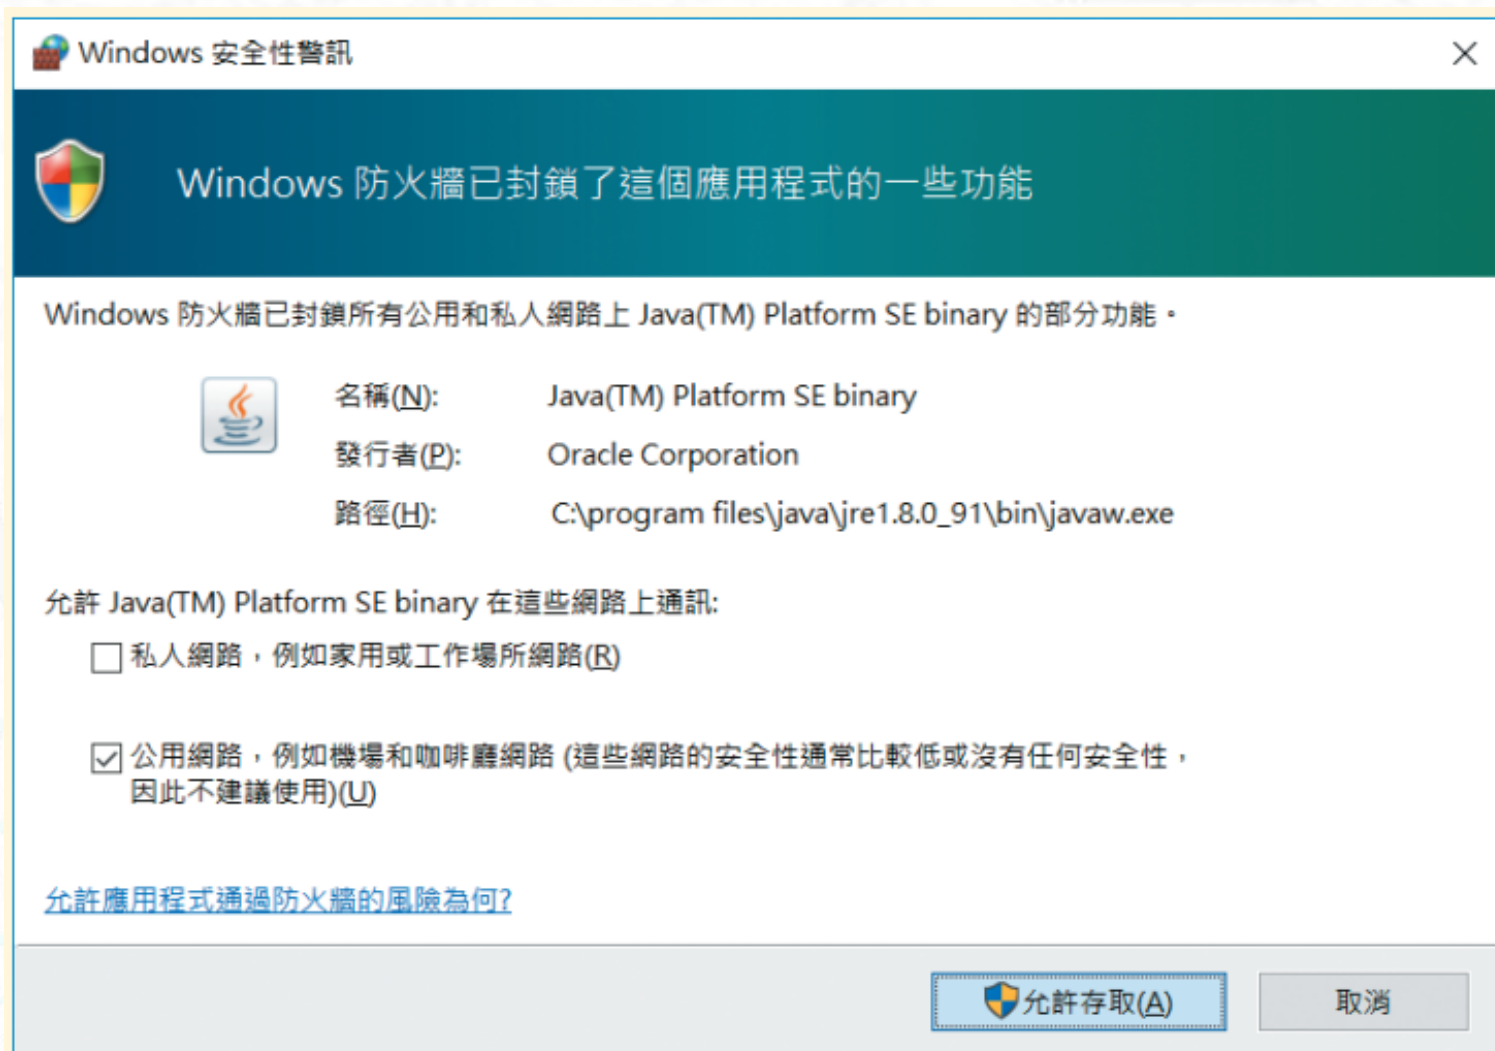 Windows 安全性警訊
Windows 防火牆已封鎖了這個應用程式的一些功能
Windows 防火牆已封鎖所有公用和私人網路上 Java(TM) Platform SE binary 的部分功能。
名稱(N): Java(TM) Platform SE binary
發行者(P): Oracle Corporation
路徑(H): C:\program files\java\jre1.8.0_91\bin\javaw.exe
允許 Java(TM) Platform SE binary 在這些網路上通訊:
私人網路，例如家用或工作場所網路(R)
公用網路，例如機場和咖啡廳網路 (這些網路的安全性通常比較低或沒有任何安全性，
因此不建議使用)(U)
允許應用程式通過防火牆的風險為何?
允許存取(A) 取消